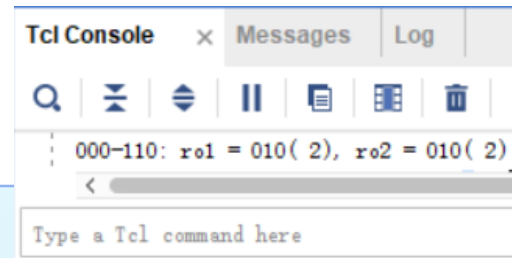 Tcl Console × Messages Log
000-110: ro1 = 010( 2), ro2 = 010( 2)
Type a Tcl command here